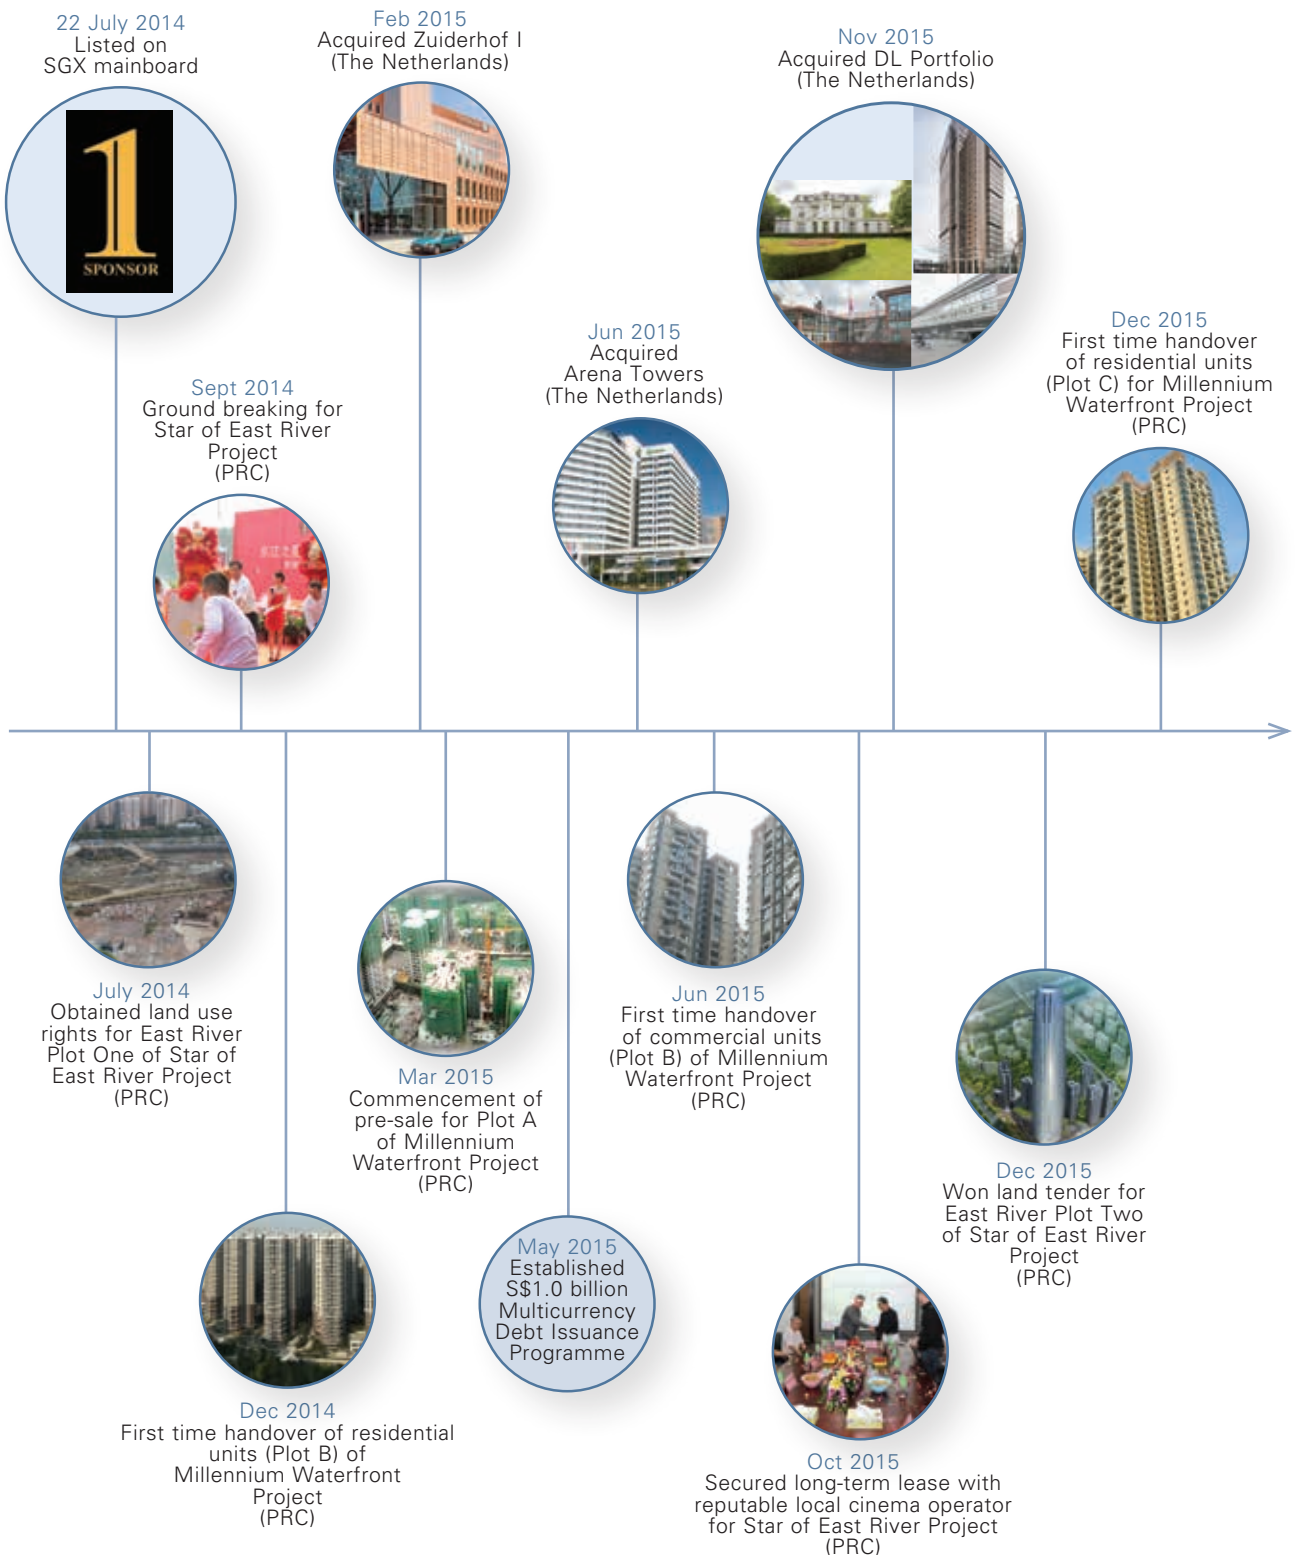 22 July 2014
Listed on
SGX mainboard
1
SPONSOR
Feb 2015
Acquired Zuiderhof I
(The Netherlands)
Nov 2015
Acquired DL Portfolio
(The Netherlands)
Sept 2014
Ground breaking for
Star of East River
Project
(PRC)
Jun 2015
Acquired
Arena Towers
(The Netherlands)
Dec 2015
First time handover
of residential units
(Plot C) for Millennium
Waterfront Project
(PRC)
July 2014
Obtained land use
rights for East River
Plot One of Star of
East River Project
(PRC)
Mar 2015
Commencement of
pre-sale for Plot A
of Millennium
Waterfront Project
(PRC)
Jun 2015
First time handover
of commercial units
(Plot B) of Millennium
Waterfront Project
(PRC)
Dec 2015
Won land tender for
East River Plot Two
of Star of East River
Project
(PRC)
May 2015
Established
S$1.0 billion
Multicurrency
Debt Issuance
Programme
Dec 2014
First time handover of residential
units (Plot B) of
Millennium Waterfront
Project
(PRC)
Oct 2015
Secured long-term lease with
reputable local cinema operator
for Star of East River Project
(PRC)